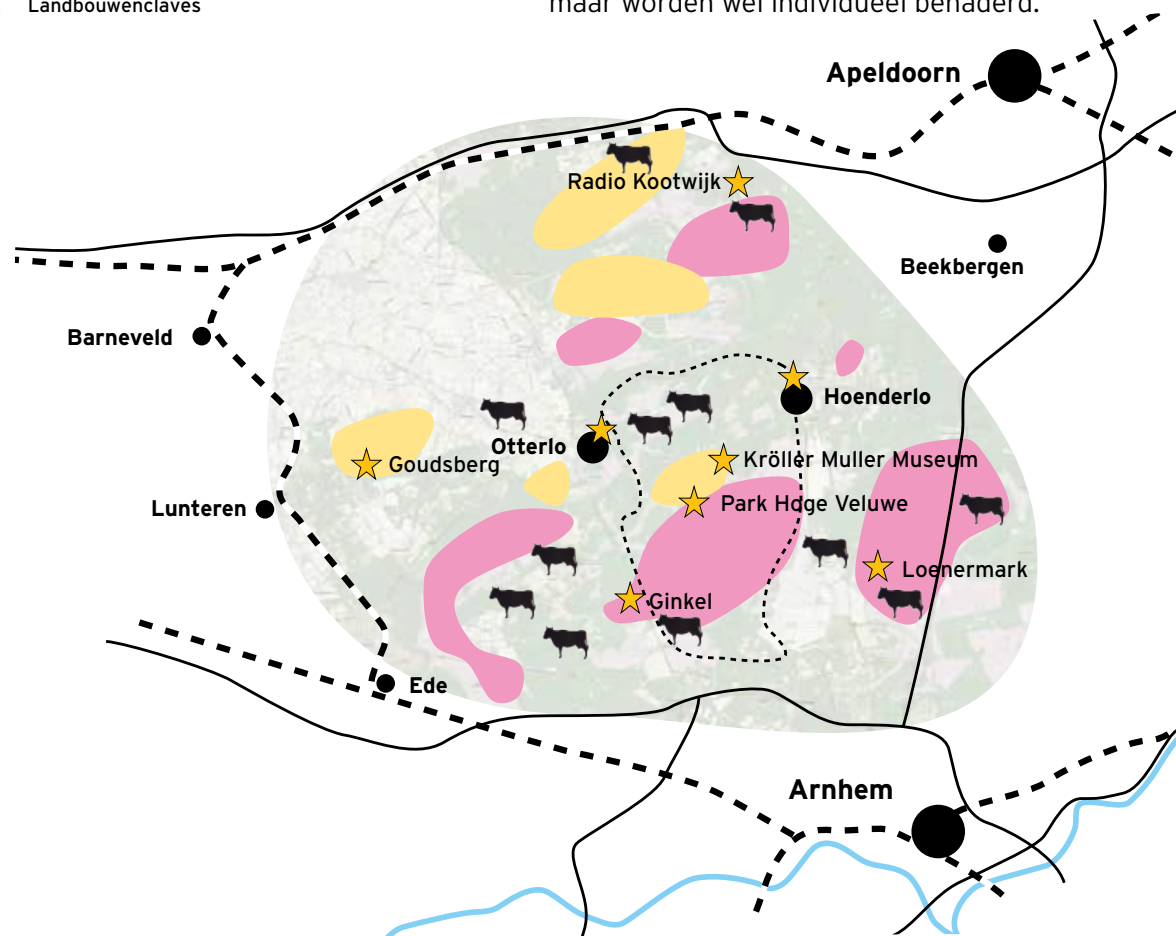 Landbouwenclaves
maar worden wel individueel benaderd.
Apeldoorn
Radio Kootwijk
Beekbergen
Barneveld
Hoenderlo
Otterlo
Goudsberg
Kröller Muller Museum
Lunteren
Park Hoge Veluwe
Loenermark
Ginkel
Ede
Arnhem